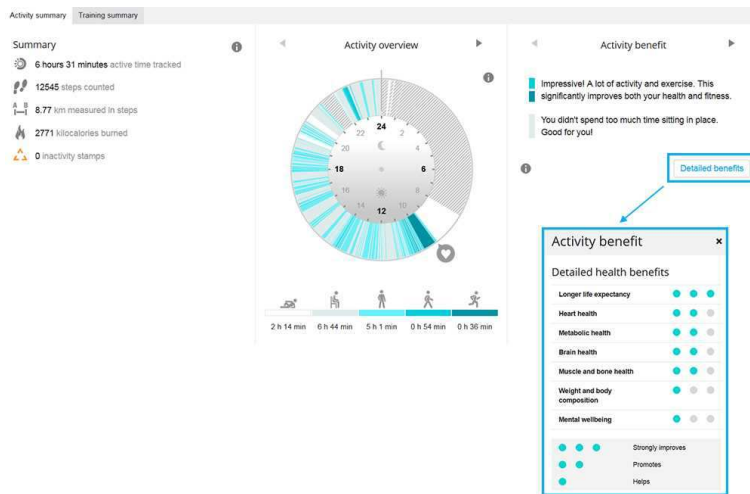 Activity summary
Training summary
Summary
6 hours 31 minutes active time tracked
12545 steps counted
A B
8.77 km measured in steps
2771 kilocalories burned
0 inactivity stamps
Activity overview
24
22
2
20
4
18
6
16
8
14
10
12
2 h 14 min
6 h 44 min
5 h 1 min
0 h 54 min
0 h 36 min
Activity benefit
Impressive! A lot of activity and exercise. This
significantly improves both your health and fitness.
You didn't spend too much time sitting in place.
Good for you!
Detailed benefits
Activity benefit
×
Detailed health benefits
Longer life expectancy
Heart health
Metabolic health
Brain health
Muscle and bone health
Weight and body
composition
Mental wellbeing
Strongly improves
Promotes
Helps